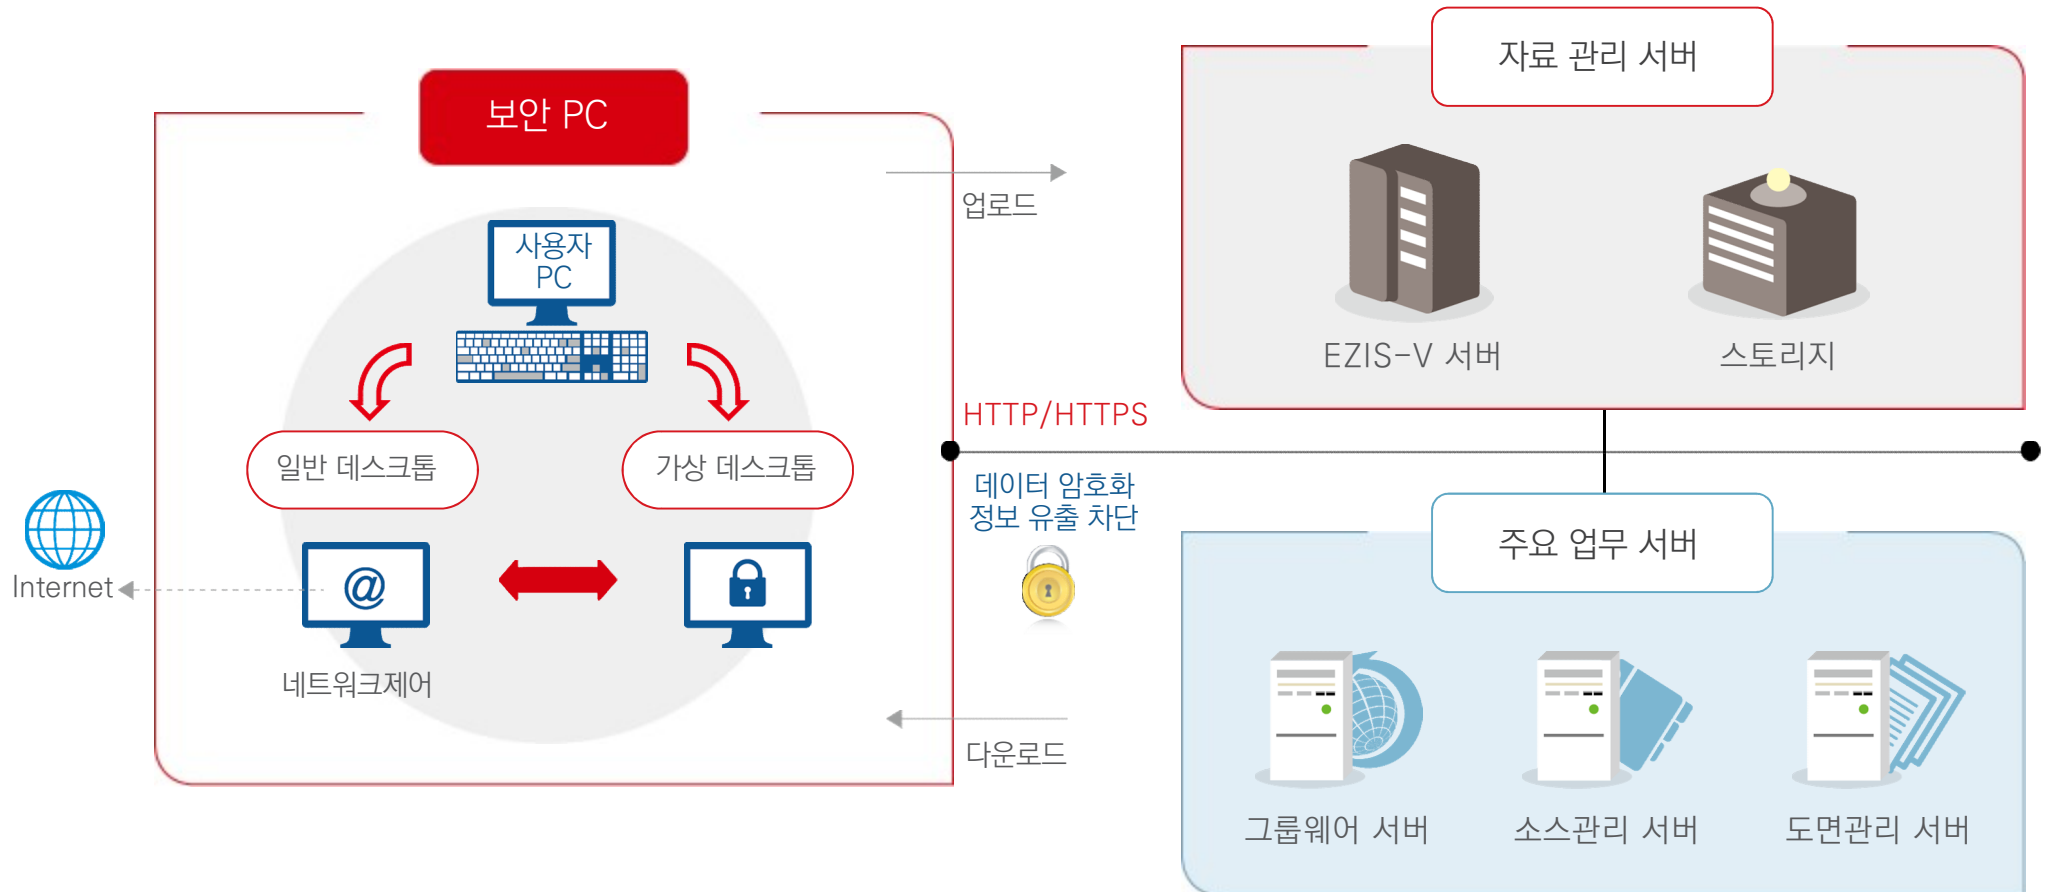 보안 PC
사용자
PC
일반 데스크톱
가상 데스크톱
@
네트워크제어
Internet
업로드
HTTP/HTTPS
데이터 암호화
정보 유출 차단
다운로드
자료 관리 서버
EZIS-V 서버
스토리지
주요 업무 서버
그룹웨어 서버
소스관리 서버
도면관리 서버